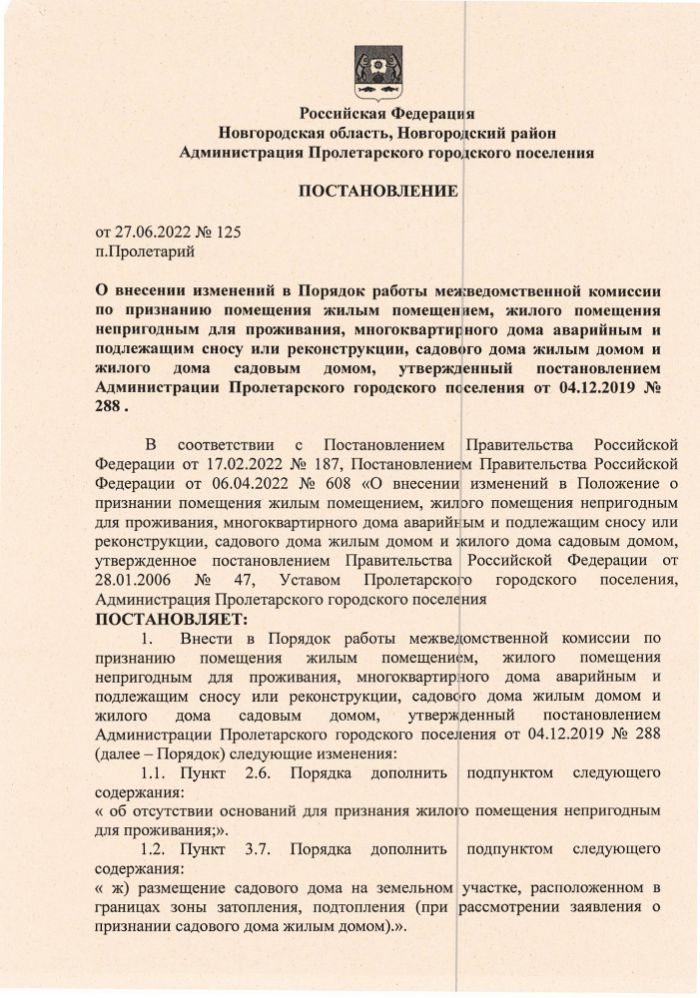 Российская Федерация
Новгородская область, Новгородский район
Администрация Пролетарского городского поселения
ПОСТАНОВЛЕНИЕ
от 27.06.2022 № 125
п.Пролетарий
О внесении изменений в Порядок работы межведомственной комиссии
по признанию помещения жилым помещением, жилого помещения
непригодным для проживания, многоквартирного дома аварийным и
подлежащим сносу или реконструкции, садового дома жилым домом и
жилого дома садовым домом, утвержденный постановлением
Администрации Пролетарского городского поселения от 04.12.2019 №
288 .
В соответствии с Постановлением Правительства Российской
Федерации от 17.02.2022 № 187, Постановлением Правительства Российской
Федерации от 06.04.2022 № 608 «О внесении изменений в Положение о
признании помещения жилым помещением, жилого помещения непригодным
для проживания, многоквартирного дома аварийным и подлежащим сносу или
реконструкции, садового дома жилым домом и жилого дома садовым домом,
утвержденное постановлением Правительства Российской Федерации от
28.01.2006 № 47, Уставом Пролетарского городского поселения,
Администрация Пролетарского городского поселения
ПОСТАНОВЛЯЕТ:
1. Внести в Порядок работы межведомственной комиссии по
признанию помещения жилым помещением, жилого помещения
непригодным для проживания, многоквартирного дома аварийным и
подлежащим сносу или реконструкции, садового дома жилым домом и
жилого дома садовым домом, утвержденный постановлением
Администрации Пролетарского городского поселения от 04.12.2019 № 288
(далее – Порядок) следующие изменения:
1.1. Пункт 2.6. Порядка дополнить подпунктом следующего
содержания:
« об отсутствии оснований для признания жилого помещения непригодным
для проживания;».
1.2. Пункт 3.7. Порядка дополнить подпунктом следующего
содержания:
« ж) размещение садового дома на земельном участке, расположенном в
границах зоны затопления, подтопления (при рассмотрении заявления о
признании садового дома жилым домом).».